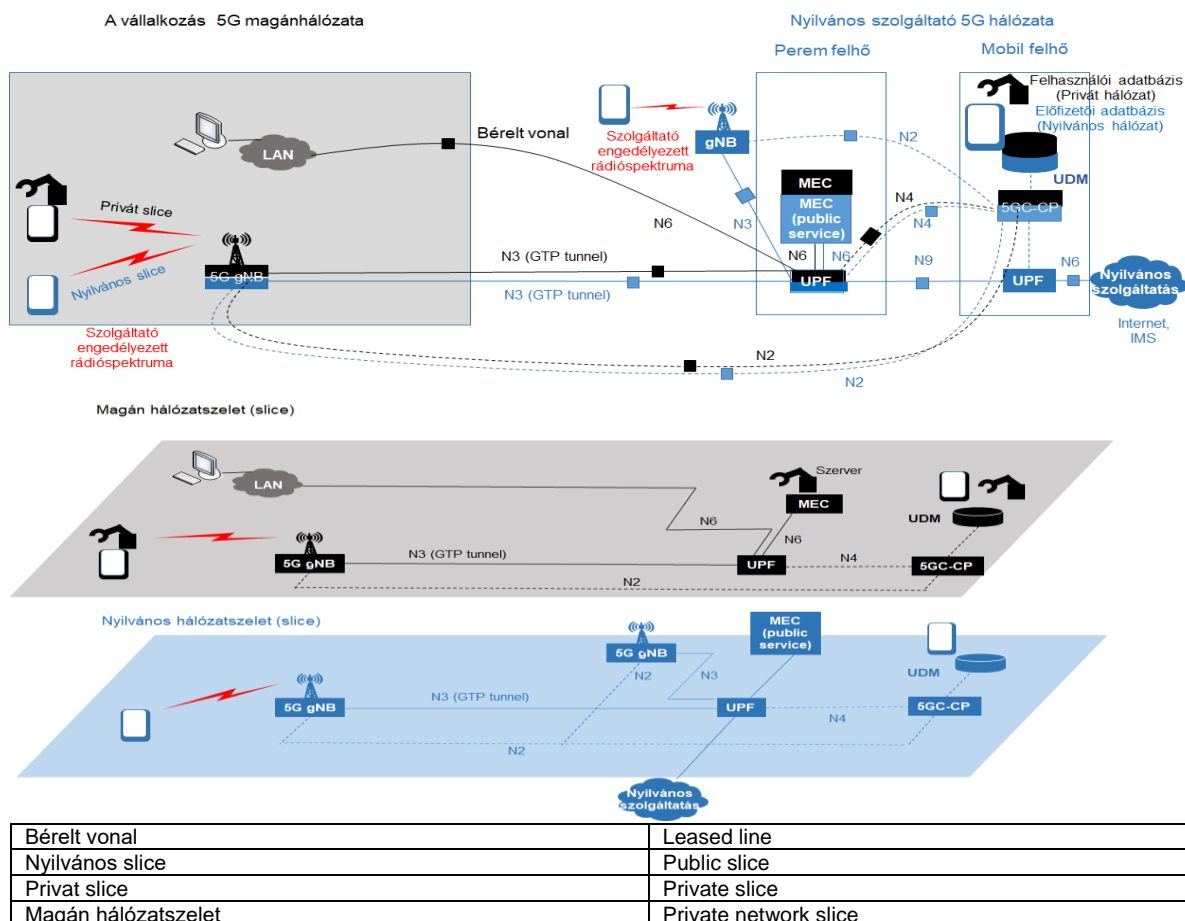 A vállalkozás 5G magánhálózata
Nyilvános szolgáltató 5G hálózata
Perem felhő
Mobil felhő
Felhasználói adatbázis
(Privát hálózat)
Előfizetői adatbázis
(Nyilvános hálózat)
UDM
LAN
Bérelt vonal
Szolgáltató
engedélyezett
rádióspektruma
gNB
N2
MEC
MEC
(public
service)
N3
N4
N4
5GC-CP
Privát slice
N6
N6
N6
Nyilvános slice
5G gNB
N3 (GTP tunnel)
N3 (GTP tunnel)
UPF
N9
UPF
N6
Nyilvános
szolgáltatás
Internet,
IMS
Szolgáltató
engedélyezett
rádióspektruma
N2
N2
Magán hálózatszelet (slice)
LAN
Szerver
MEC
UDM
N6
N6
5G gNB
N3 (GTP tunnel)
UPF
N4
5GC-CP
N2
Nyilvános hálózatszelet (slice)
MEC
(public
service)
5G gNB
N2
N3
UDM
5G gNB
N3 (GTP tunnel)
UPF
N4
5GC-CP
N2
Nyilvános
szolgáltatás
Bérelt vonal Leased line
Nyilvános slice Public slice
Privat slice Private slice
Magán hálózatszelet Private network slice